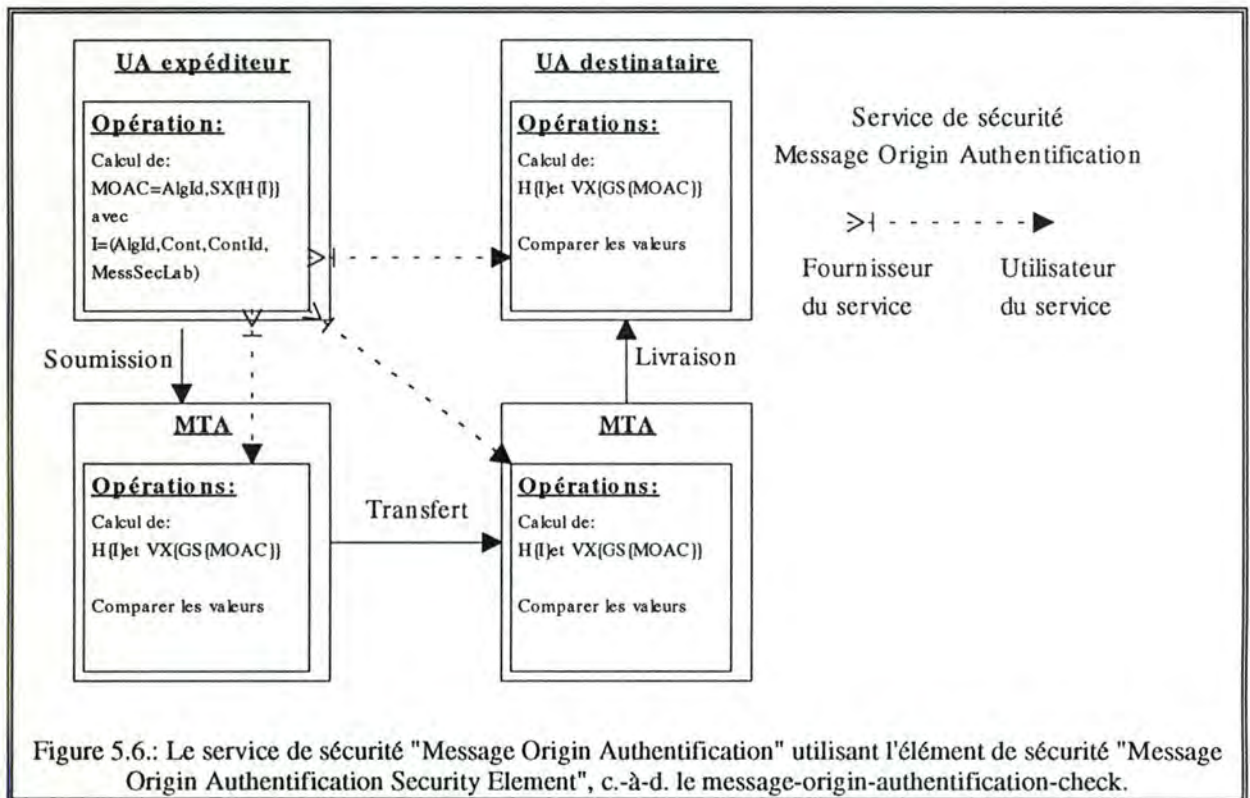 UA expéditeur
Opération:
Calcul de:
MOAC=AlgId,SX{H{I}}
avec
I=(AlgId,Cont,ContId,
MessSecLab)
UA destinataire
Opérations:
Calcul de:
H{I}et VX{GS{MOAC}}
Comparer les valeurs
Service de sécurité
Message Origin Authentification
Fournisseur
du service
Utilisateur
du service
Soumission
Livraison
MTA
Opérations:
Calcul de:
H{I}et VX{GS{MOAC}}
Comparer les valeurs
Transfert
MTA
Opérations:
Calcul de:
H{I}et VX{GS{MOAC}}
Comparer les valeurs
Figure 5.6.: Le service de sécurité "Message Origin Authentification" utilisant l'élément de sécurité "Message
Origin Authentification Security Element", c.-à-d. le message-origin-authentification-check.